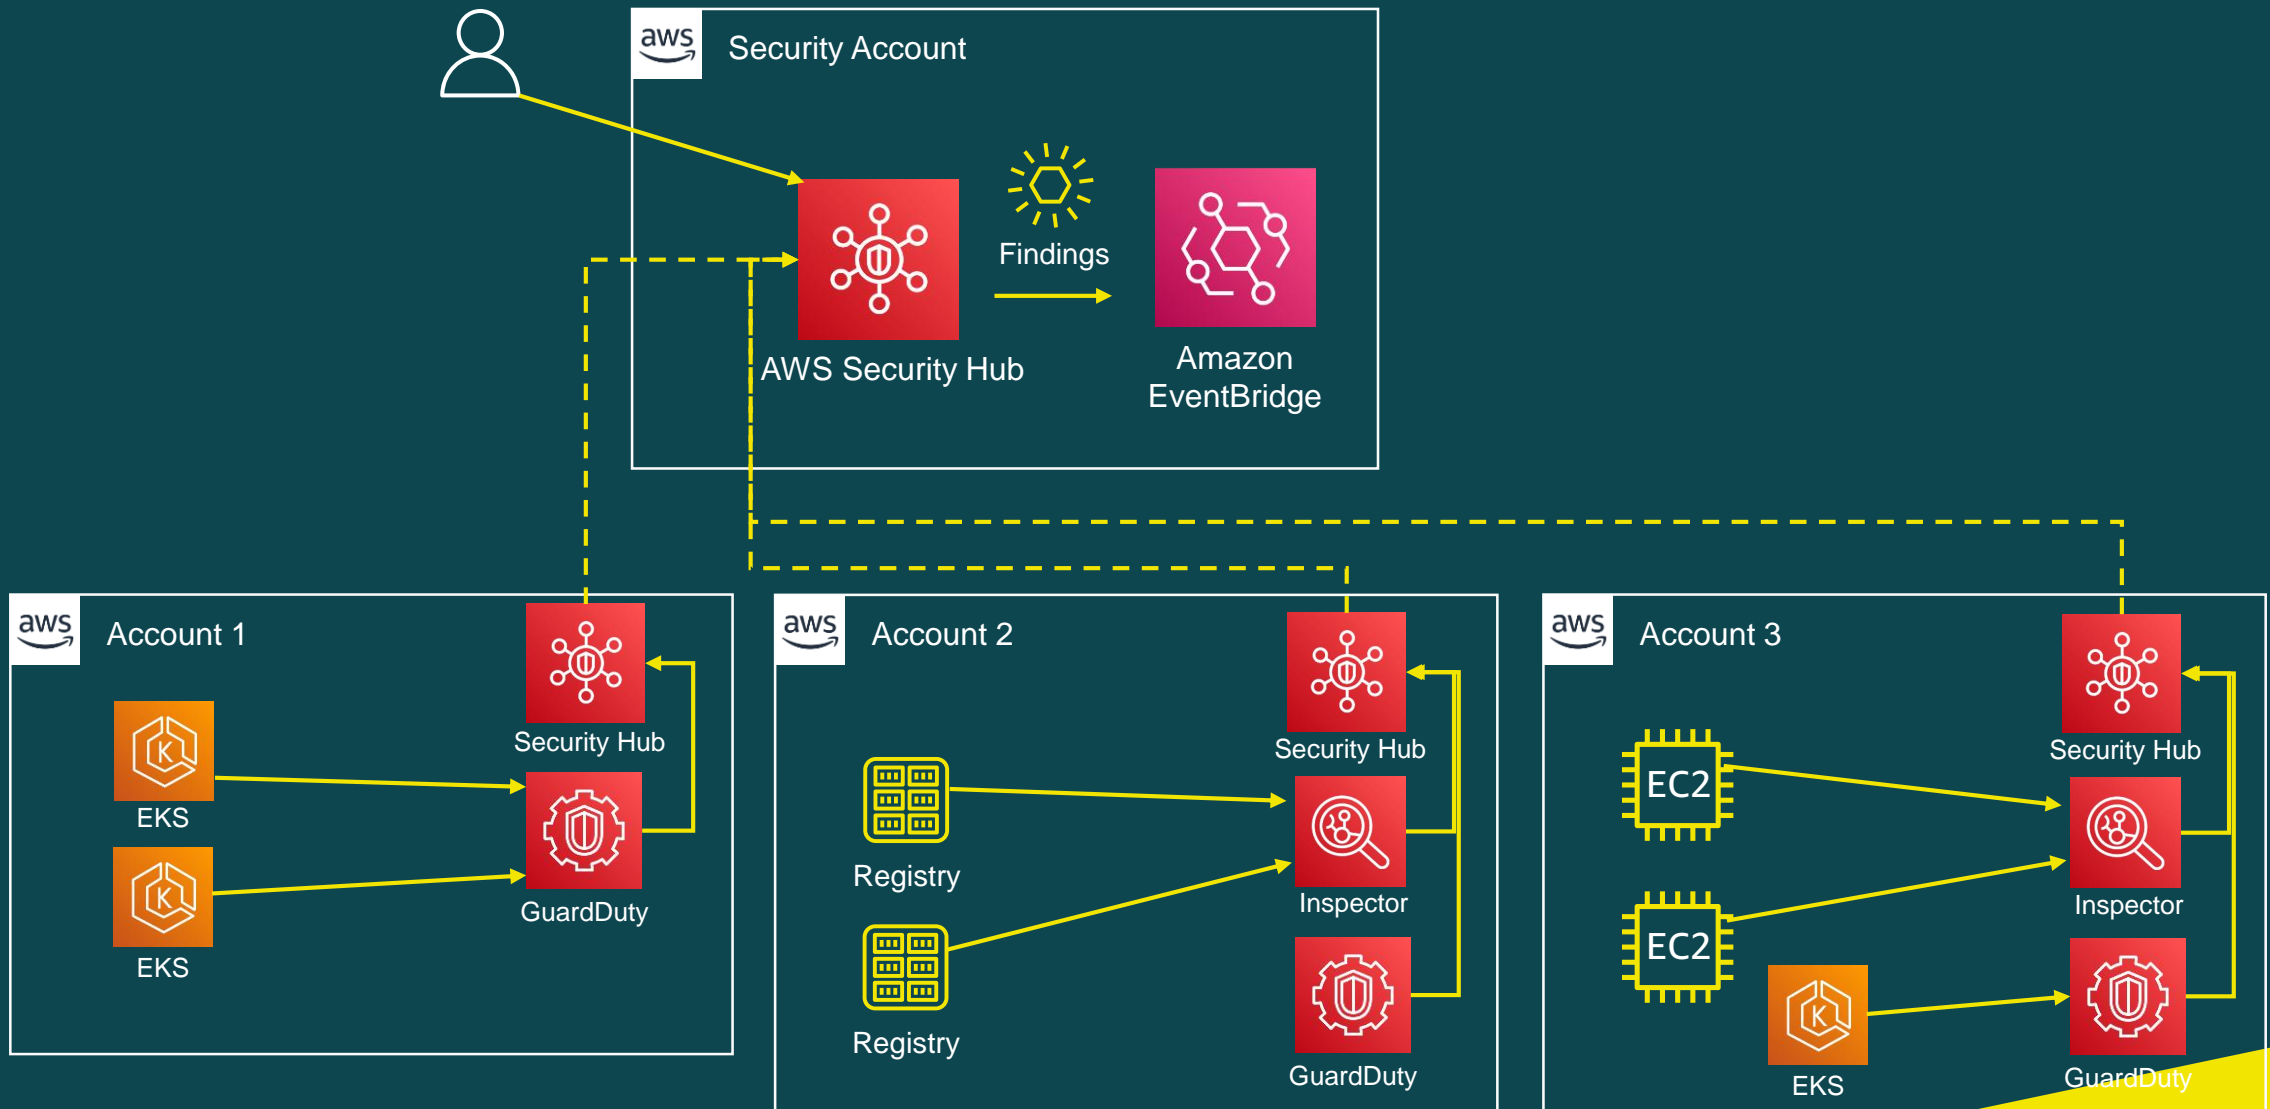 aws
Security Account
Findings
AWS Security Hub
Amazon
EventBridge
aws
Account 1
Security Hub
EKS
GuardDuty
EKS
aws
Account 2
Security Hub
Registry
Inspector
Registry
GuardDuty
aws
Account 3
Security Hub
EC2
Inspector
EC2
EKS
GuardDuty
K
K
K